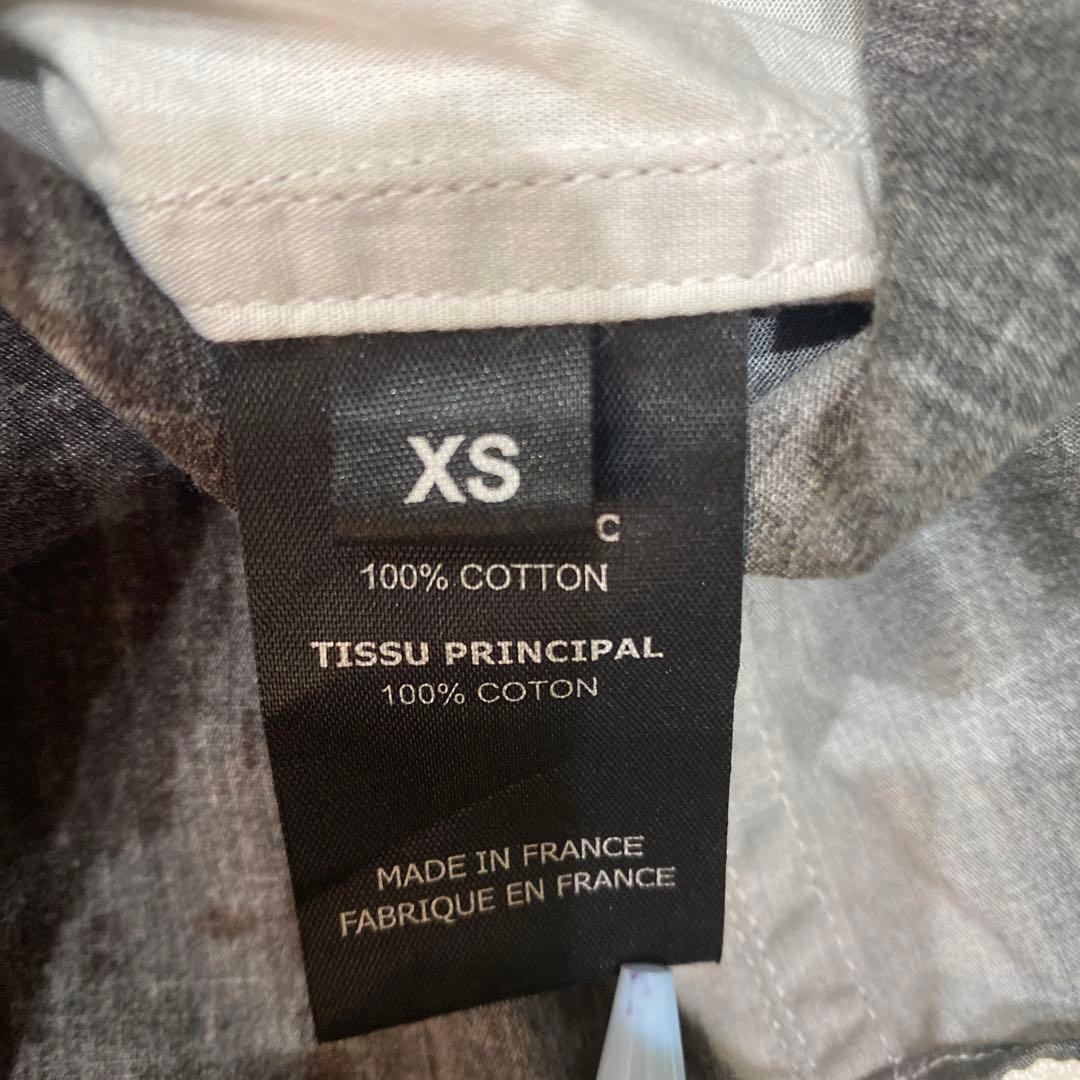 XS
C
100% COTTON
TISSU PRINCIPAL
100% COTON
MADE IN FRANCE
FABRIQUE EN FRANCE